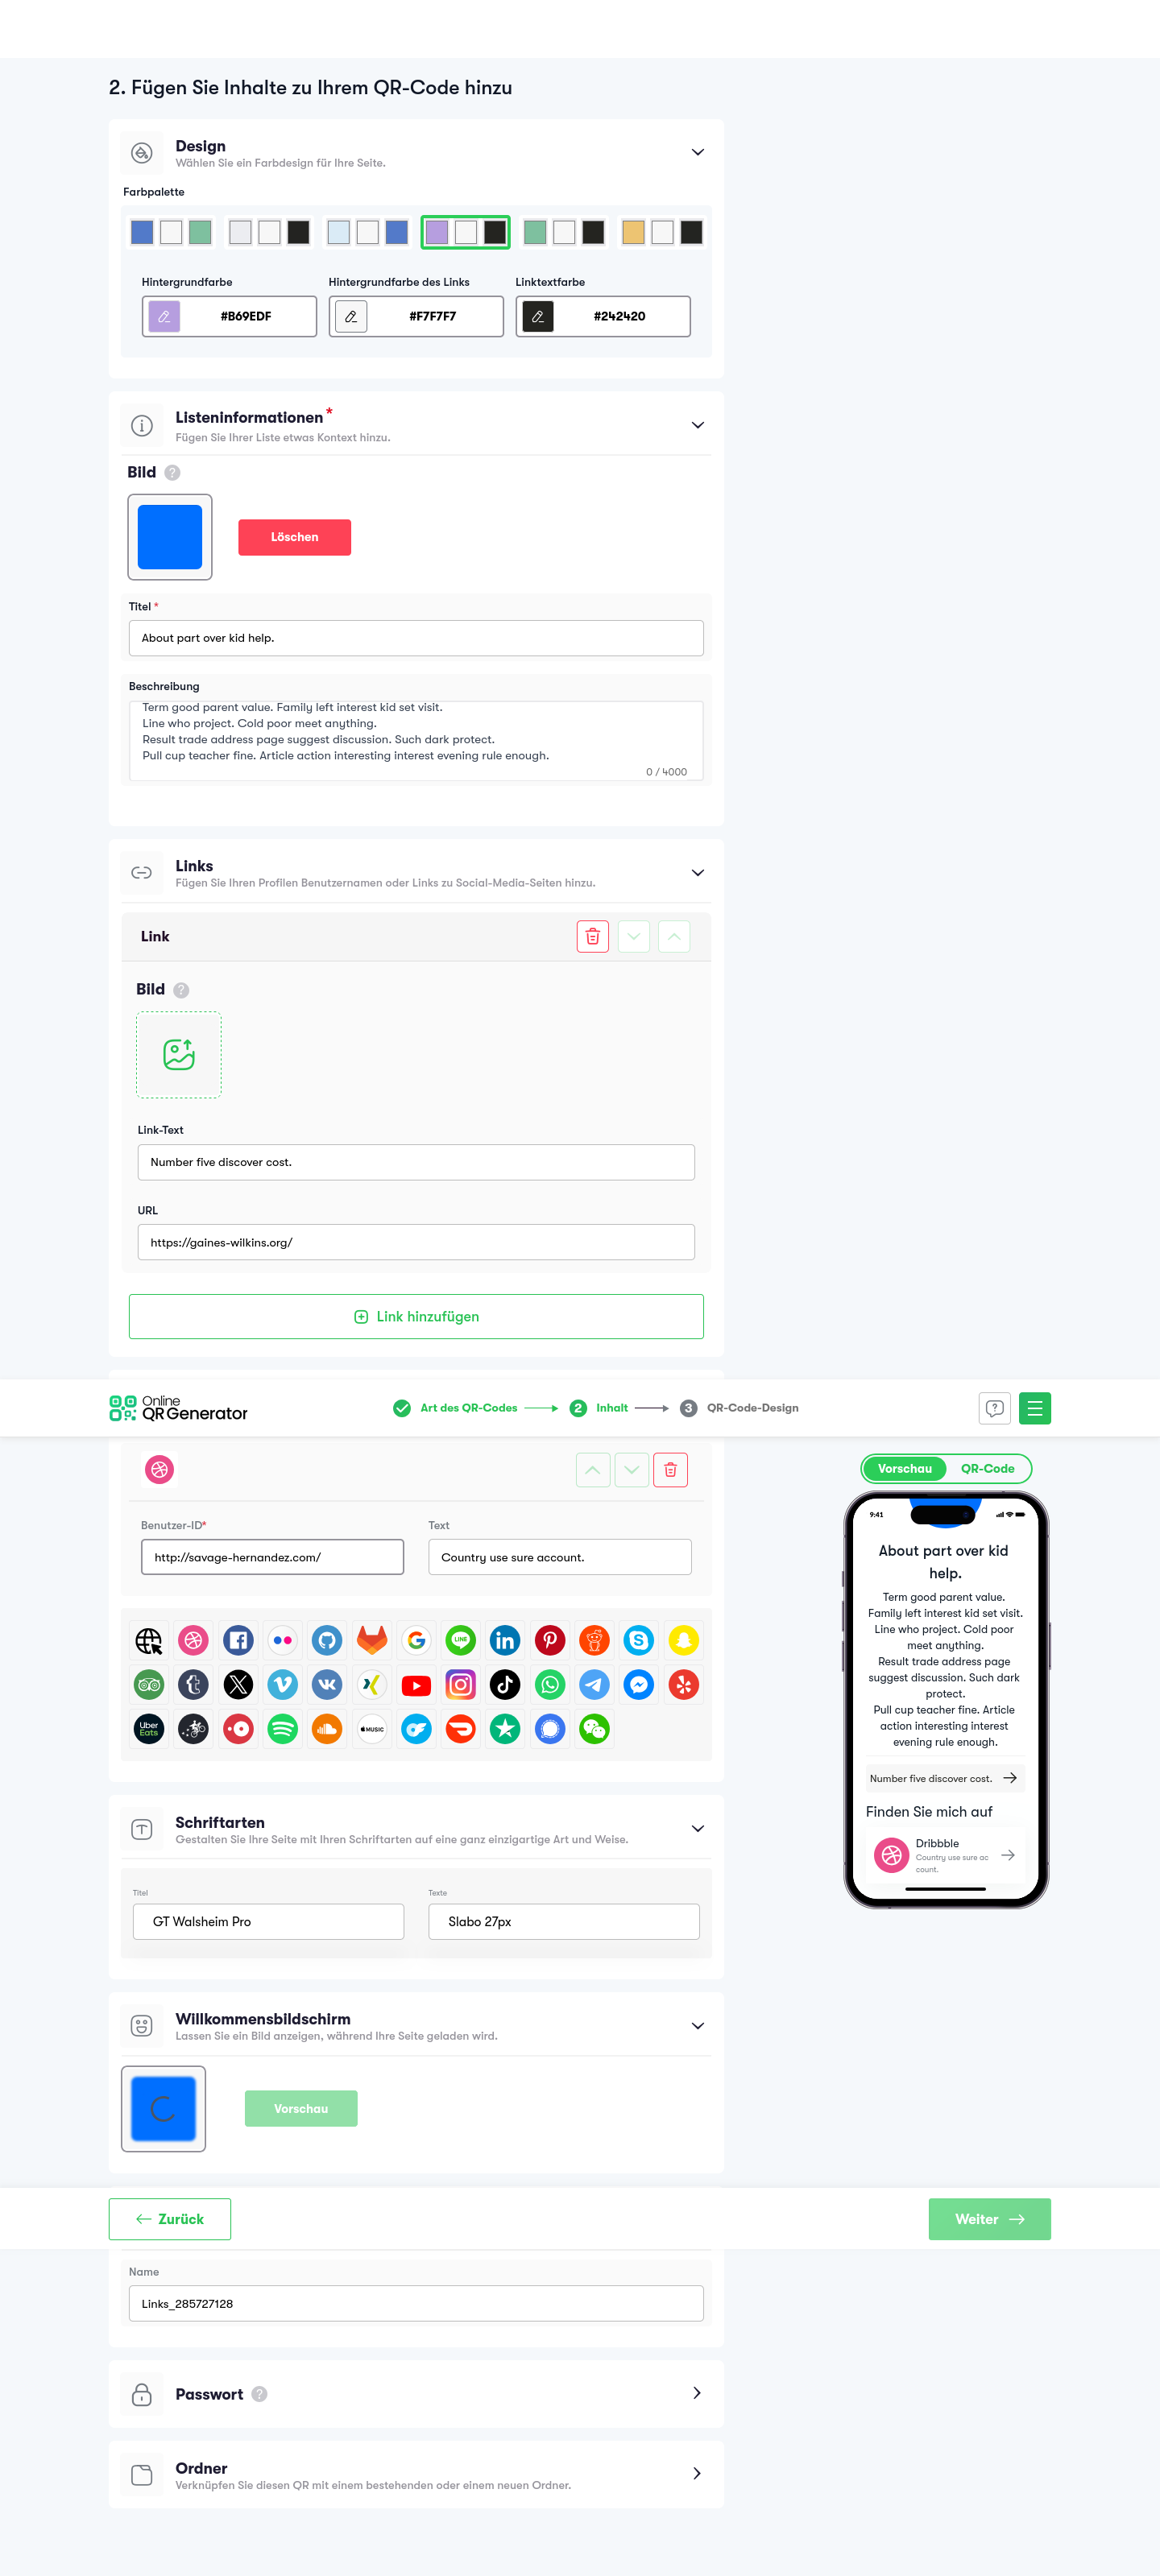 2. Fügen Sie Inhalte zu Ihrem QR-Code hinzu
Design
Wählen Sie ein Farbdesign für Ihre Seite.
Farbpalette
Hintergrundfarbe
Hintergrundfarbe des Links
Linktextfarbe
#B69EDF
#F7F7F7
#242420
Listeninformationen *
Fügen Sie Ihrer Liste etwas Kontext hinzu.
Bild ?
Löschen
Titel *
About part over kid help.
Beschreibung
Term good parent value. Family left interest kid set visit.
Line who project. Cold poor meet anything.
Result trade address page suggest discussion. Such dark protect.
Pull cup teacher fine. Article action interesting interest evening rule enough.
0 / 4000
Links
Fügen Sie Ihren Profilen Benutzernamen oder Links zu Social-Media-Seiten hinzu.
Link
Bild ?
Link-Text
Number five discover cost.
URL
https://gaines-wilkins.org/
Link hinzufügen
Online
QR Generator
Art des QR-Codes
2 Inhalt
3 QR-Code-Design
Benutzer-ID*
Text
http://savage-hernandez.com/
Country use sure account.
LINE
Uber
Eats
MUSIC
Schriftarten
Gestalten Sie Ihre Seite mit Ihren Schriftarten auf eine ganz einzigartige Art und Weise.
Titel
Texte
GT Walsheim Pro
Slabo 27px
Willkommensbildschirm
Lassen Sie ein Bild anzeigen, während Ihre Seite geladen wird.
Vorschau
Zurück
Weiter
Name
Links_285727128
Passwort ?
Ordner
Verknüpfen Sie diesen QR mit einem bestehenden oder einem neuen Ordner.
Vorschau
QR-Code
9:41
About part over kid
help.
Term good parent value.
Family left interest kid set visit.
Line who project. Cold poor
meet anything.
Result trade address page
suggest discussion. Such dark
protect.
Pull cup teacher fine. Article
action interesting interest
evening rule enough.
Number five discover cost.
Finden Sie mich auf
Dribbble
Country use sure ac
count.